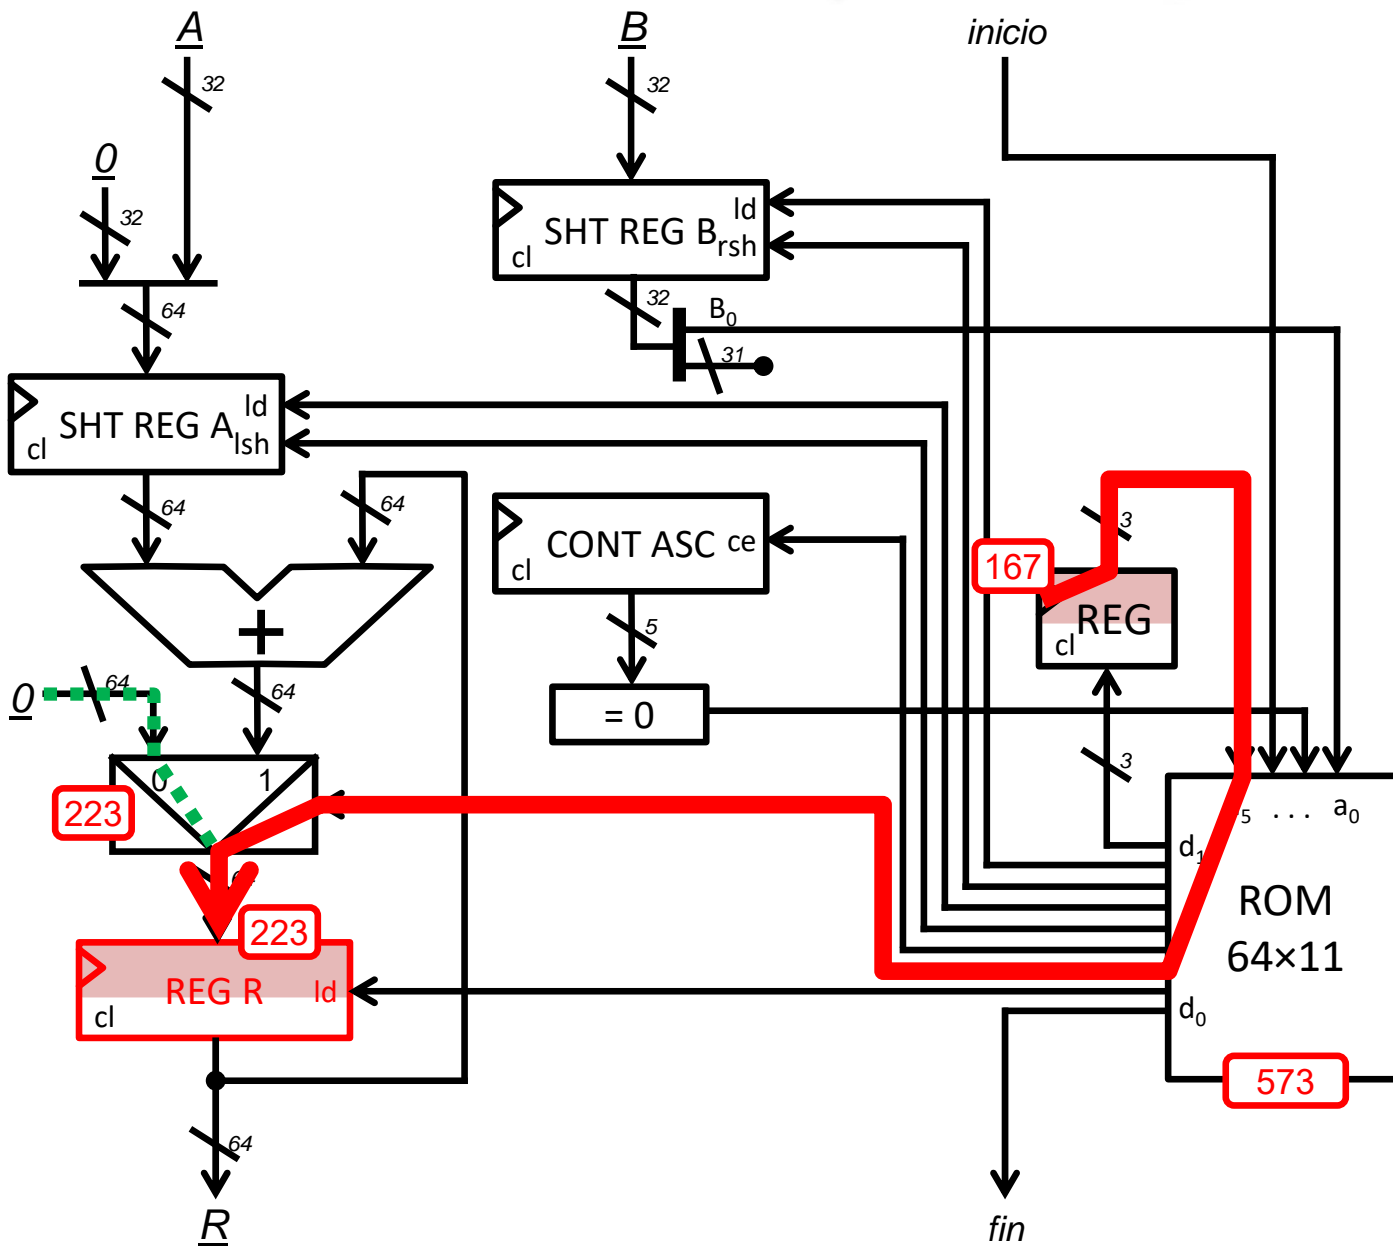 A B inicio
32 32
0
32
ld
SHT REG B rsh
cl
64 32 B0
31
ld
SHT REG A lsh
cl
64 64 3
CONT ASC ce
cl
167
REG
cl
+ 5
0 64 64
= 0
3
0 1
223
5 ... a0
d1
64
ROM
64×11
223
REG R ld
cl
d0
573
64
R fin